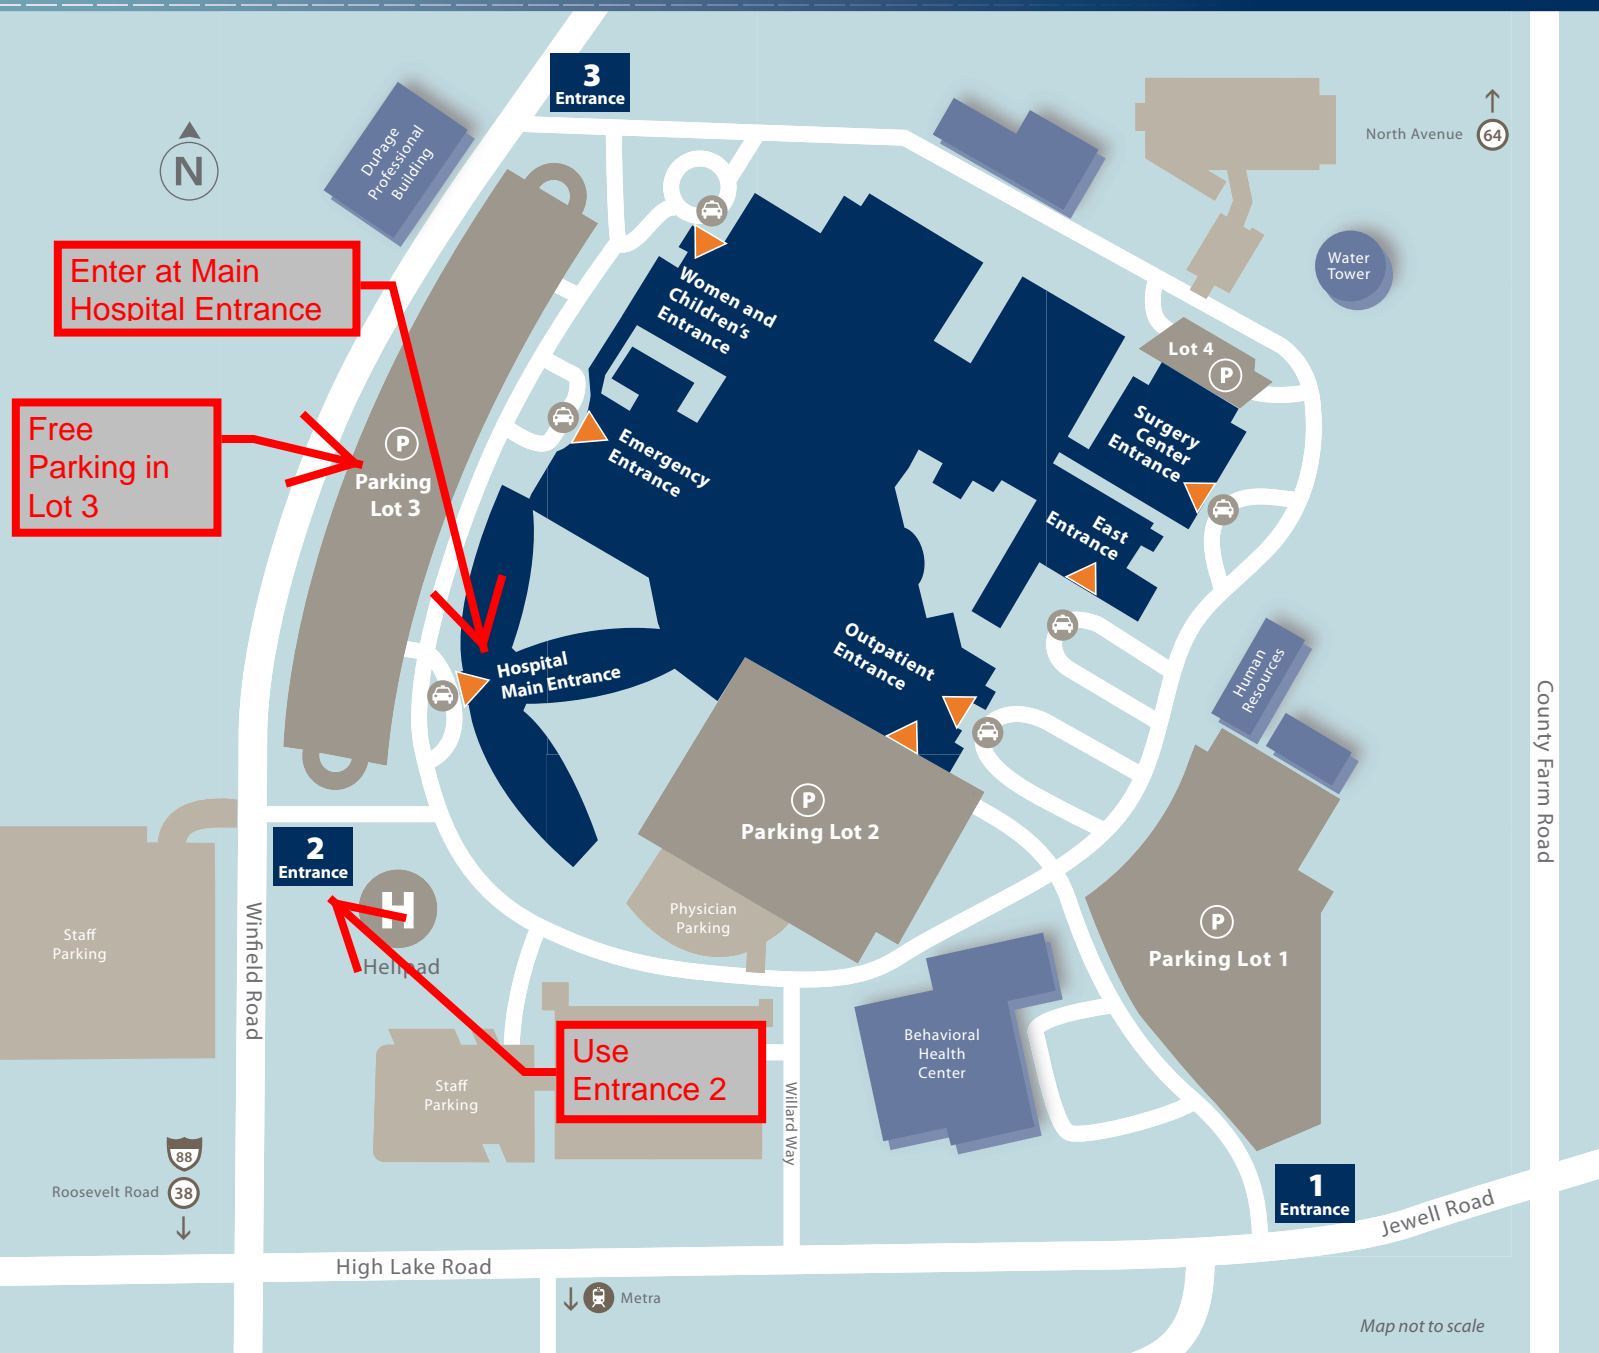 3
Entrance
DuPage
Professional
Building
N
North Avenue
64
Enter at Main
Hospital Entrance
Women and
Children's
Entrance
Water
Tower
Lot 4
P
Free
Parking in
Lot 3
P
Parking
Lot 3
Emergency
Entrance
Surgery
Center
Entrance
East
Entrance
Hospital
Main Entrance
Outpatient
Entrance
Human
Resources
County Farm Road
P
Parking Lot 2
2
Entrance
H
Helipad
Physician
Parking
Staff
Parking
Winfield Road
P
Parking Lot 1
Behavioral
Health
Center
Use
Entrance 2
Staff
Parking
Willard Way
88
Roosevelt Road
38
1
Entrance
Jewell Road
High Lake Road
Metra
Map not to scale